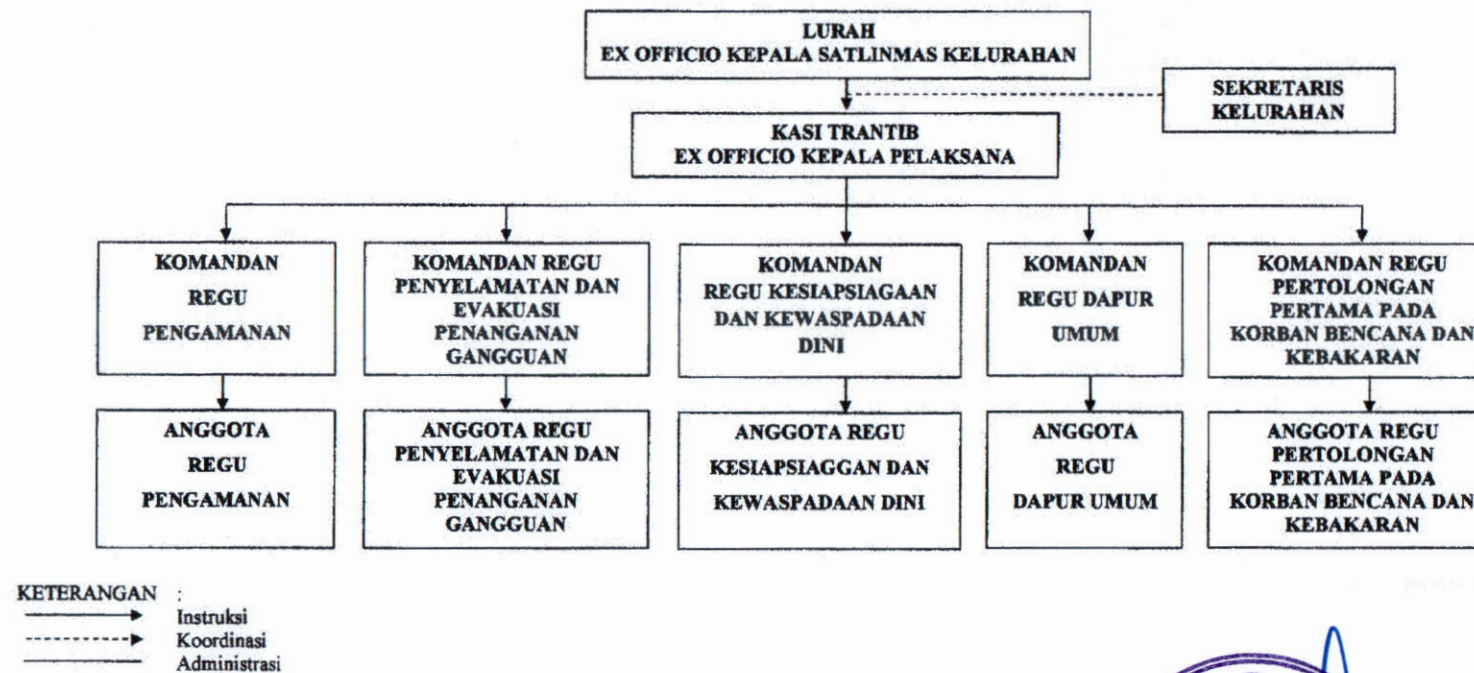 LURAH
EX OFFICIO KEPALA SATLINMAS KELURAHAN
SEKRETARIS
KELURAHAN
KASI TRANTIB
EX OFFICIO KEPALA PELAKSANA
KOMANDAN
REGU
PENGAMANAN
KOMANDAN REGU
PENYELAMATAN DAN
EVAKUASI
PENANGANAN
GANGGUAN
KOMANDAN
REGU KESIAPSIAGAAN
DAN KEWASPADAAN
DINI
KOMANDAN
REGU DAPUR
UMUM
KOMANDAN REGU
PERTOLONGAN
PERTAMA PADA
KORBAN BENCANA DAN
KEBAKARAN
ANGGOTA
REGU
PENGAMANAN
ANGGOTA REGU
PENYELAMATAN DAN
EVAKUASI
PENANGANAN
GANGGUAN
ANGGOTA REGU
KESIAPSIAGGAN DAN
KEWASPADAAN DINI
ANGGOTA
REGU
DAPUR UMUM
ANGGOTA REGU
PERTOLONGAN
PERTAMA PADA
KORBAN BENCANA DAN
KEBAKARAN
KETERANGAN :
Instruksi
Koordinasi
Administrasi